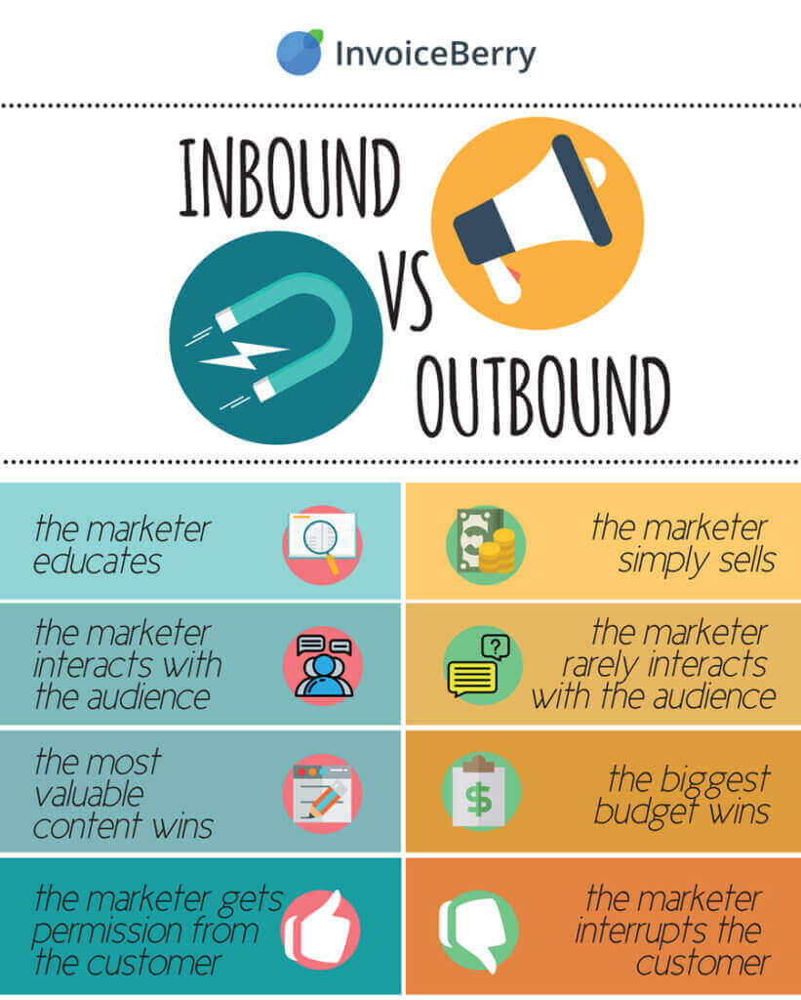 InvoiceBerry
INBOUND
VS
OUTBOUND
the marketer
educates
the marketer
simply sells
the marketer
interacts with
the audience
?
the marketer
rarely interacts
with the audience
the most
valuable
content wins
$
the biggest
budget wins
the marketer gets
permission from
the customer
the marketer
interrupts the
customer